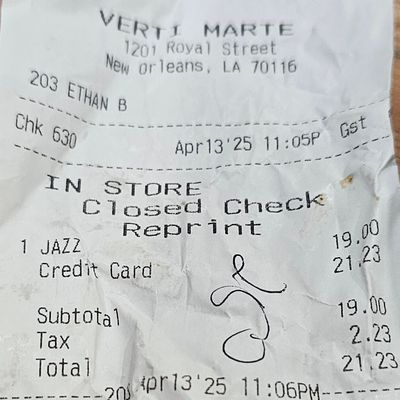 VERTI MARTE
1201 Royal Street
New Orleans, LA 70116
203 ETHAN B
Chk 630 Apr13'25 11:05P Gst
IN STORE
Closed Check
Reprint
1 JAZZ 19.00
Credit Card 21.23
Subtotal 19.00
Tax 2.23
Total 21.23
pr13'25 11:06PM